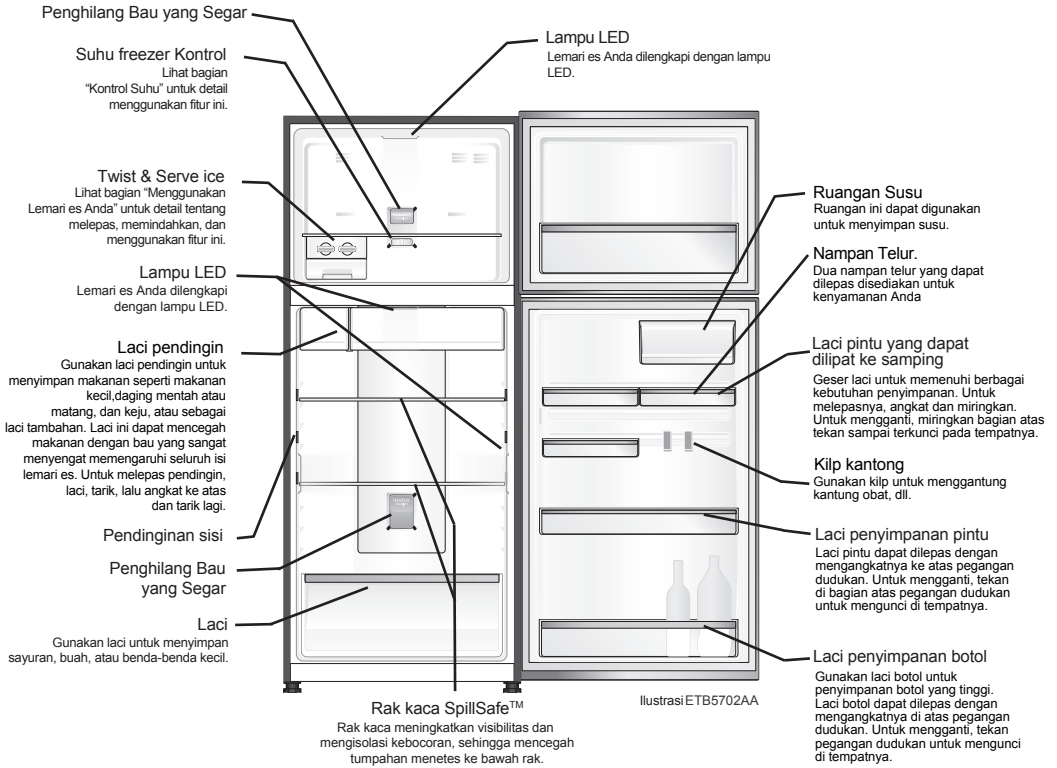 Penghilang Bau yang Segar
Suhu freezer Kontrol
Lihat bagian
“Kontrol Suhu” untuk detail
menggunakan fitur ini.
Twist & Serve ice
Lihat bagian “Menggunakan
Lemari es Anda” untuk detail tentang
melepas, memindahkan, dan
menggunakan fitur ini.
Lampu LED
Lemari es Anda dilengkapi
dengan lampu LED.
Laci pendingin
Gunakan laci pendingin untuk
menyimpan makanan seperti makanan
kecil,daging mentah atau
matang, dan keju, atau sebagai
laci tambahan. Laci ini dapat mencegah
makanan dengan bau yang sangat
menyengat memengaruhi seluruh isi
lemari es. Untuk melepas pendingin,
laci, tarik, lalu angkat ke atas
dan tarik lagi.
Pendinginan sisi
Penghilang Bau
yang Segar
Laci
Gunakan laci untuk menyimpan
sayuran, buah, atau benda-benda kecil.
Rak kaca SpillSafe™
Rak kaca meningkatkan visibilitas dan
mengisolasi kebocoran, sehingga mencegah
tumpahan menetes ke bawah rak.
Lampu LED
Lemari es Anda dilengkapi dengan lampu
LED.
Ruangan Susu
Ruangan ini dapat digunakan
untuk menyimpan susu.
Nampan Telur.
Dua nampan telur yang dapat
dilepas disediakan untuk
kenyamanan Anda
Laci pintu yang dapat
dilipat ke samping
Geser laci untuk memenuhi berbagai
kebutuhan penyimpanan. Untuk
melepasnya, angkat dan miringkan.
Untuk mengganti, miringkan bagian atas
tekan sampai terkunci pada tempatnya.
Kilp kantong
Gunakan kilp untuk menggantung
kantung obat, dll.
Laci penyimpanan pintu
Laci pintu dapat dilepas dengan
mengangkatnya ke atas pegangan
dudukan. Untuk mengganti, tekan
di bagian atas pegangan dudukan
untuk mengunci di tempatnya.
Laci penyimpanan botol
Gunakan laci botol untuk
penyimpanan botol yang tinggi.
Laci botol dapat dilepas dengan
mengangkatnya di atas pegangan
dudukan. Untuk mengganti, tekan
pegangan dudukan untuk mengunci
di tempatnya.
Ilustrasi ETB5702AA